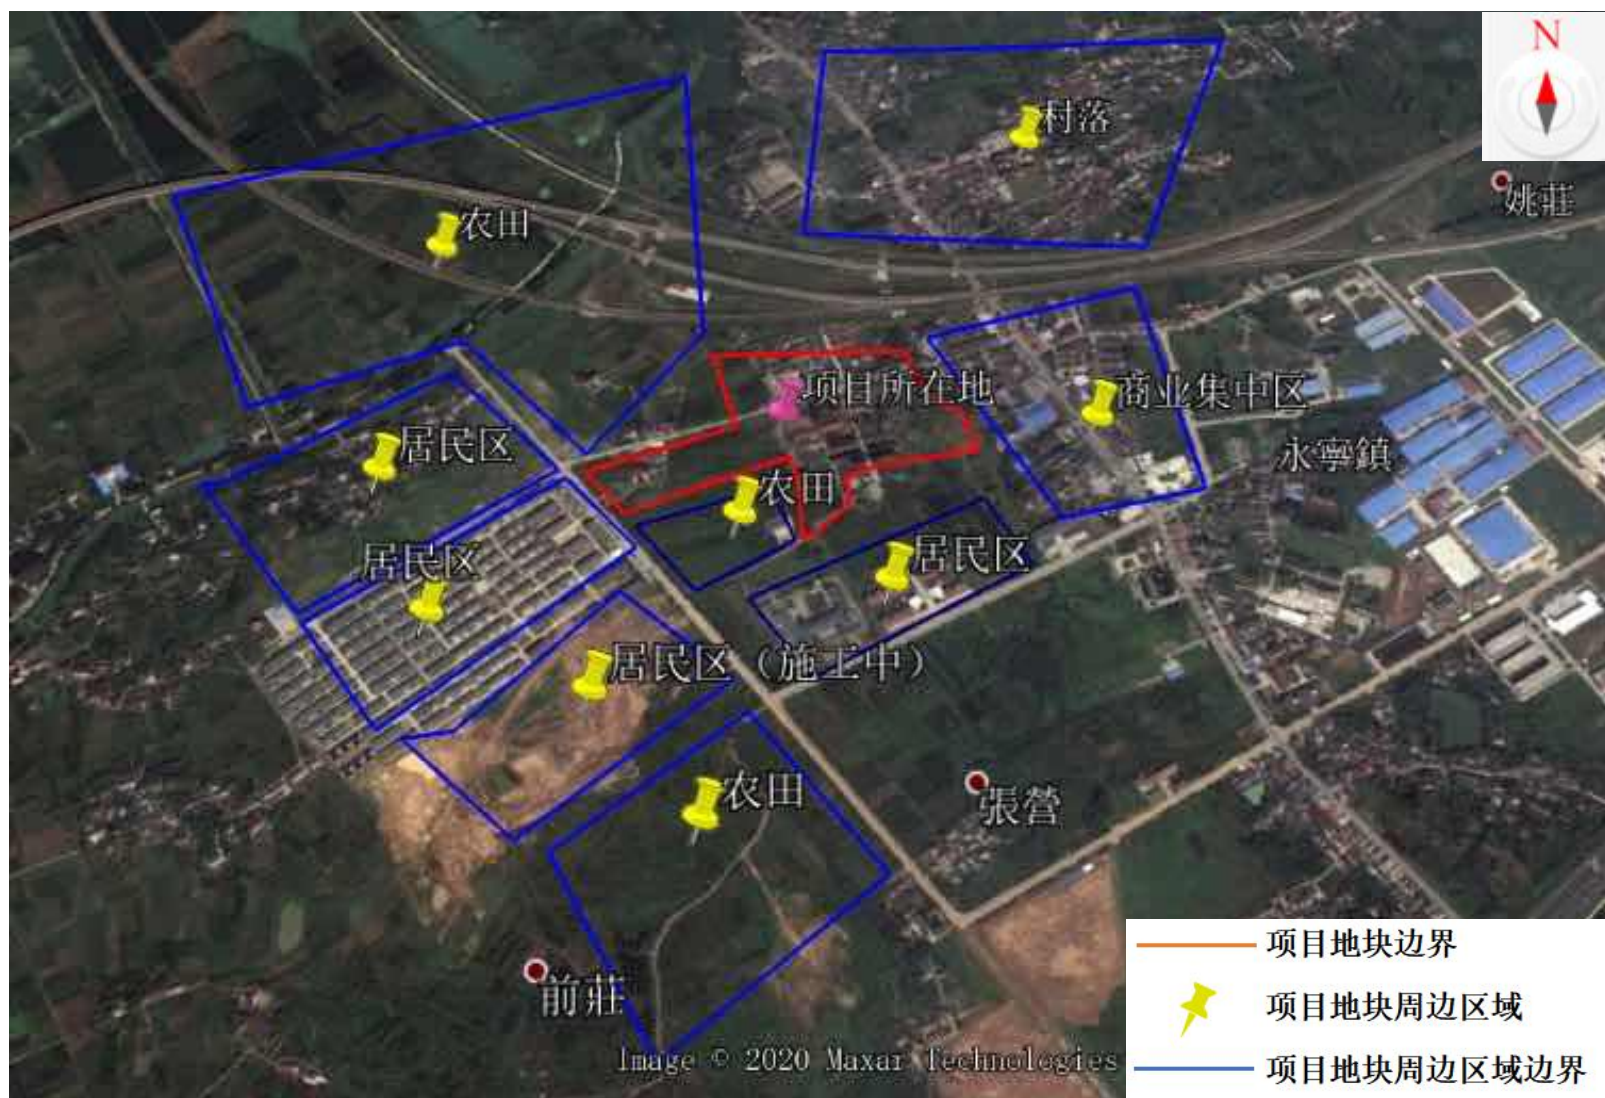 N
村落
姚莊
农田
项目所在地
商业集中区
居民区
永寧鎮
农田
居民区
居民区
居民区（施工中）
农田
張營
前莊
项目地块边界
项目地块周边区域
项目地块周边区域边界
Image © 2020 Maxar Technologies